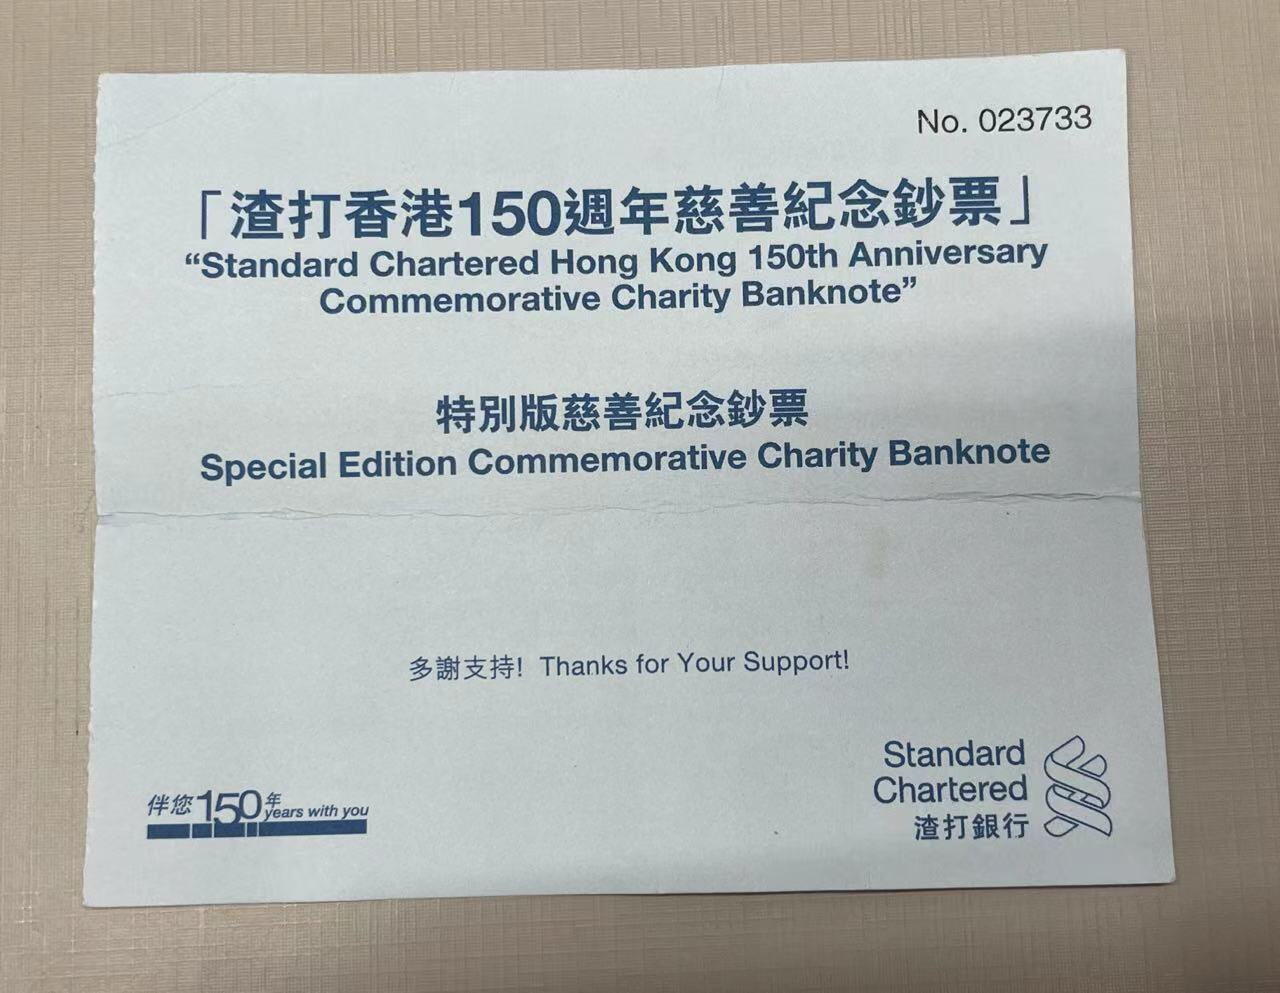 No. 023733
「渣打香港150週年慈善紀念鈔票」
“Standard Chartered Hong Kong 150th Anniversary
Commemorative Charity Banknote”
特別版慈善紀念鈔票
Special Edition Commemorative Charity Banknote
多謝支持! Thanks for Your Support!
伴您150年 years with you
Standard
Chartered
渣打銀行